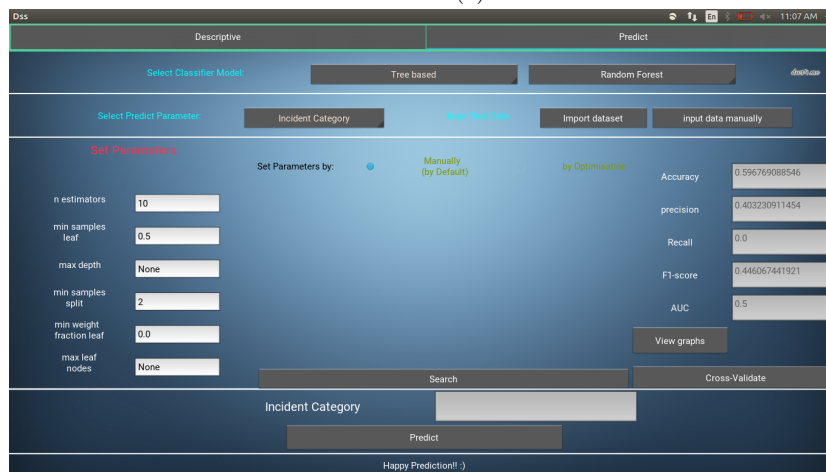 Dss
En
11:07 AM
Descriptive
Predict
Select Classifier Model:
Tree based
Random Forest
Select Predict Parameter:
Incident Category
Input Test Data
Import dataset
input data manually
Set Parameters
Set Parameters by:
Manually
(by Default)
by Optimization
n estimators
10
min samples
leaf
0.5
max depth
None
min samples
split
2
min weight
fraction leaf
0.0
max leaf
nodes
None
Accuracy
0.596769088546
precision
0.403230911454
Recall
0.0
F1-score
0.446067441921
AUC
0.5
View graphs
Search
Cross-Validate
Incident Category
Predict
Happy Prediction!! :)